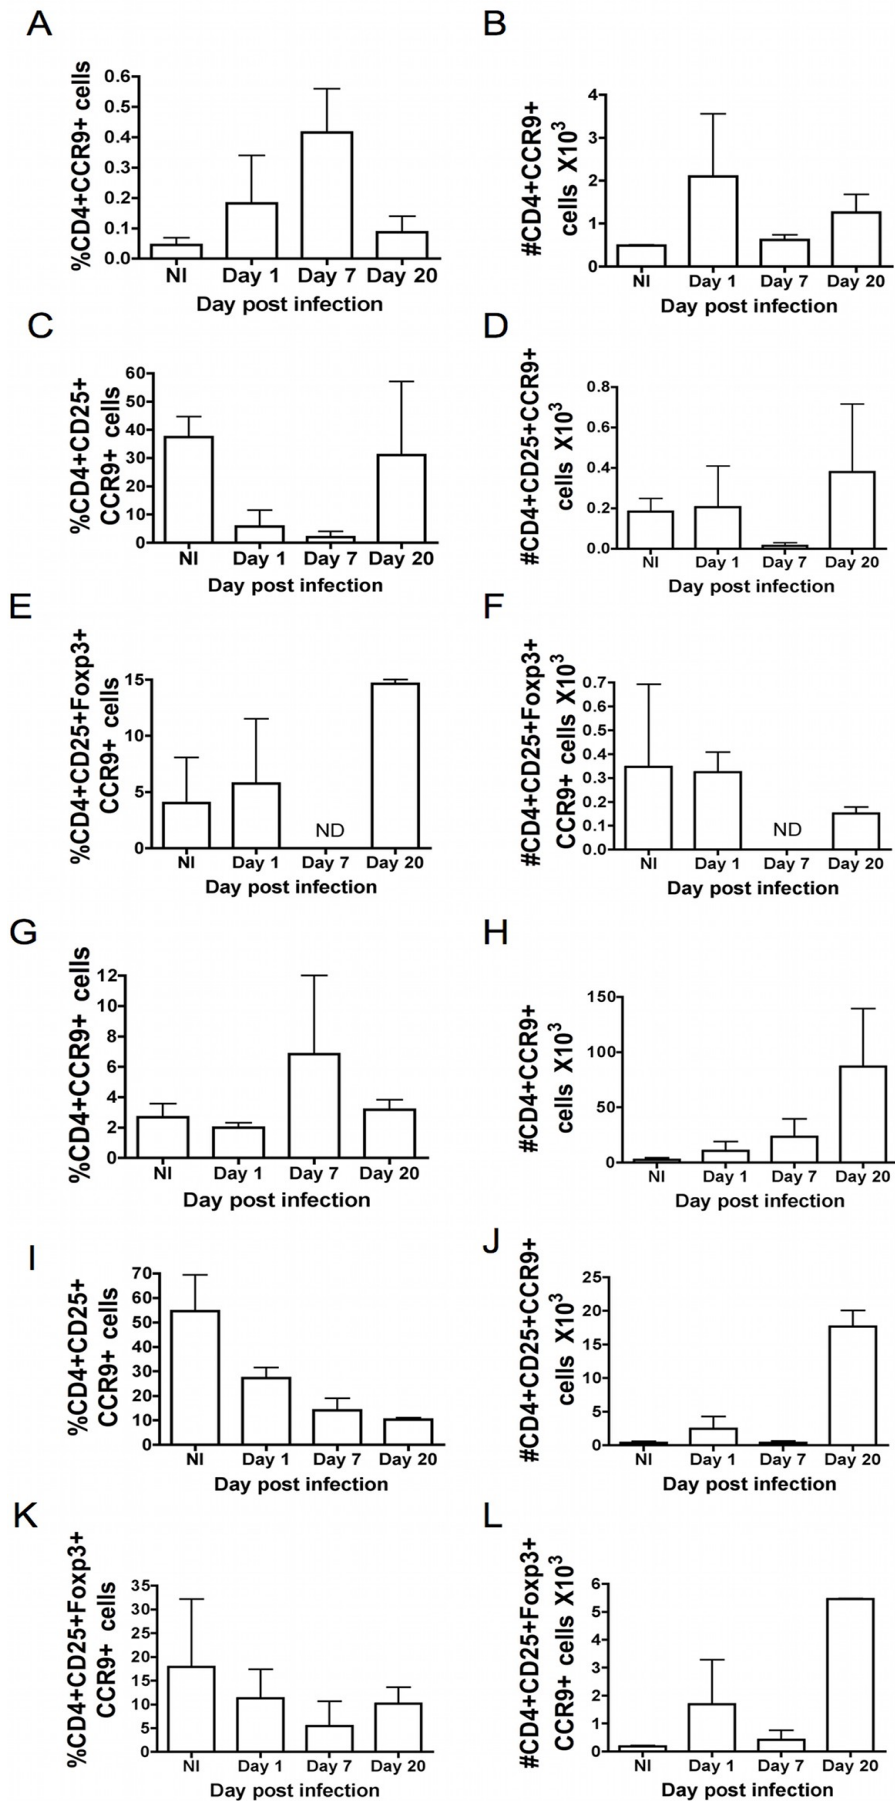 A
%CD4+CCR9+ cells
0.6
0.5
0.4
0.3
0.2
0.1
0.0
NI Day 1 Day 7 Day 20
Day post infection
B
#CD4+CCR9+
cells X10³
4
3
2
1
0
NI Day 1 Day 7 Day 20
Day post infection
C
%CD4+CD25+
CCR9+ cells
60
50
40
30
20
10
0
NI Day 1 Day 7 Day 20
Day post infection
D
#CD4+CD25+CCR9+
cells X10³
0.8
0.6
0.4
0.2
0.0
NI Day 1 Day 7 Day 20
Day post infection
E
%CD4+CD25+Foxp3+
CCR9+ cells
15
10
5
0
ND
NI Day 1 Day 7 Day 20
Day post infection
F
#CD4+CD25+Foxp3+
CCR9+ cells X10³
0.7
0.6
0.5
0.4
0.3
0.2
0.1
0.0
ND
NI Day 1 Day 7 Day 20
Day post infection
G
%CD4+CCR9+ cells
12
10
8
6
4
2
0
NI Day 1 Day 7 Day 20
Day post infection
H
#CD4+CCR9+
cells X10³
150
100
50
0
NI Day 1 Day 7 Day 20
Day post infection
I
%CD4+CD25+
CCR9+ cells
70
60
50
40
30
20
10
0
NI Day 1 Day 7 Day 20
Day post infection
J
#CD4+CD25+CCR9+
cells X10³
25
20
15
10
5
0
NI Day 1 Day 7 Day 20
Day post infection
K
%CD4+CD25+Foxp3+
CCR9+ cells
35
30
25
20
15
10
5
0
NI Day 1 Day 7 Day 20
Day post infection
L
#CD4+CD25+Foxp3+
CCR9+ cells X10³
6
5
4
3
2
1
0
NI Day 1 Day 7 Day 20
Day post infection